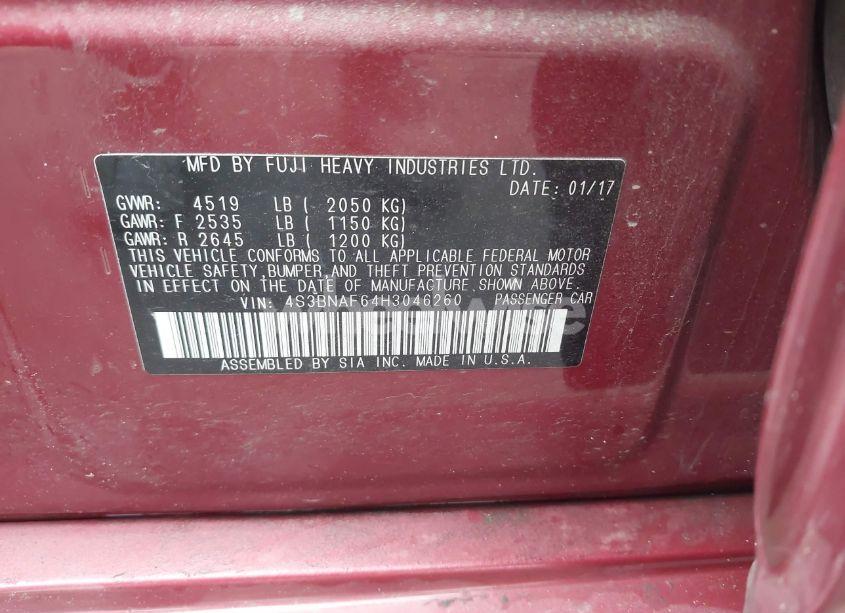 MFD BY FUJI HEAVY INDUSTRIES LTD.
DATE: 01/17
GVWR: 4519 LB ( 2050 KG)
GAWR: F 2535 LB ( 1150 KG)
GAWR: R 2645 LB ( 1200 KG)
THIS VEHICLE CONFORMS TO ALL APPLICABLE FEDERAL MOTOR
VEHICLE SAFETY, BUMPER, AND THEFT PREVENTION STANDARDS
IN EFFECT ON THE DATE OF MANUFACTURE SHOWN ABOVE.
VIN: 4S3BNAF64H3046260 PASSENGER CAR
ASSEMBLED BY SIA INC. MADE IN U.S.A.